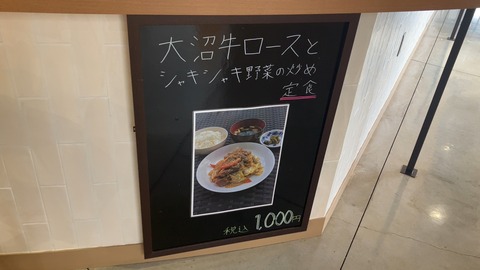 大沼牛ロースと
シャキシャキ野菜の炒め
定食
税込 1,000円